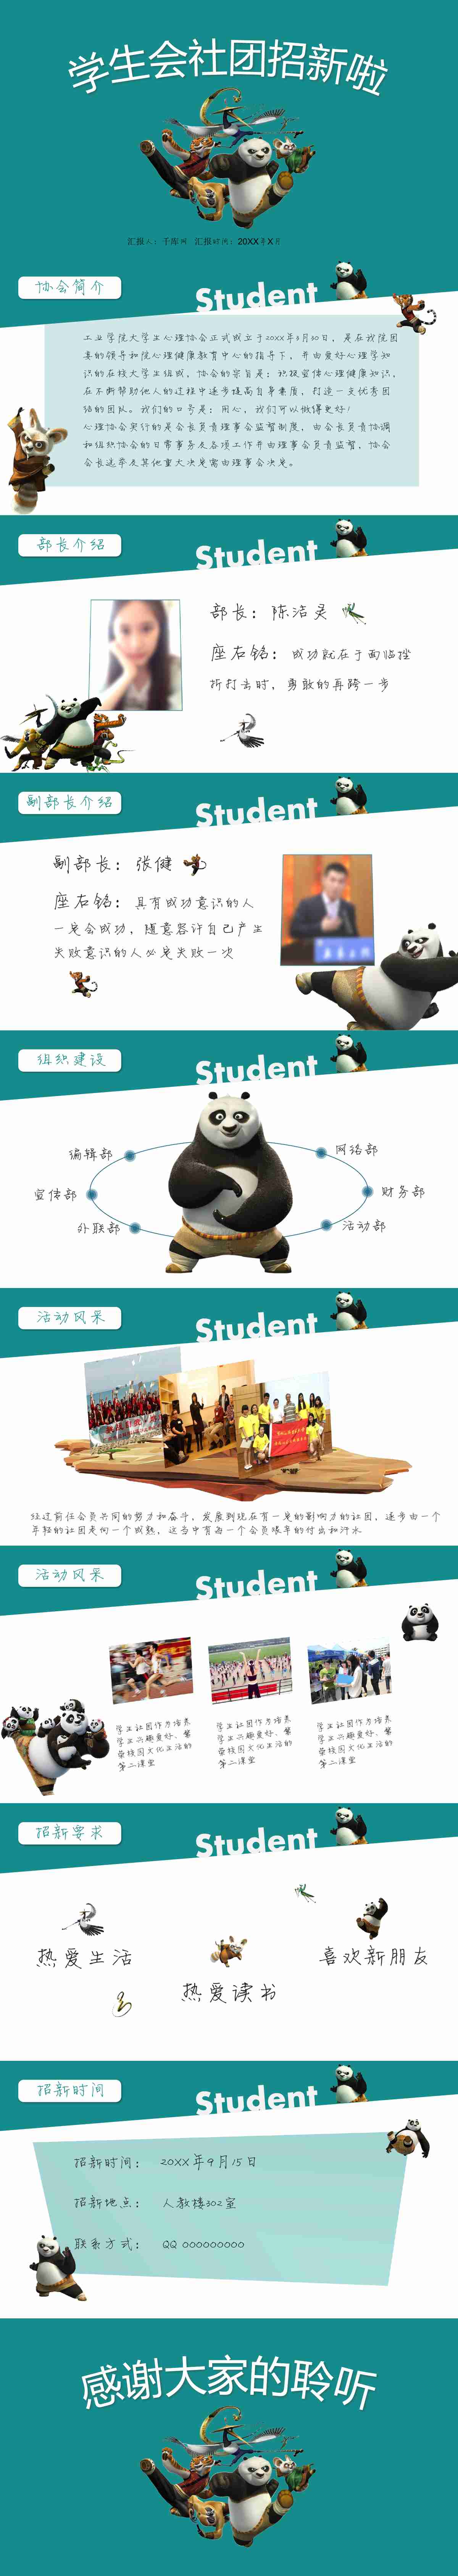 学生会社团招新啦
汇报人：千库网 汇报时间：20XX年X月
协会简介
Student
工业学院大学生心理协会正式成立于20xx年3月30日，是在我院团
委的领导和院心理健康教育中心的指导下，并由爱好心理学知
识的在校大学生组成，协会的宗旨是：积极宣传心理健康知识，
在不断帮助他人的过程中逐步提高自身素质，打造一支优秀团
结的团队。我们的口号是：用心，我们可以做得更好！
心理协会实行的是会长负责理事会监督制度，由会长负责协调
和组织协会的日常事务及各项工作并由理事会负责监督，协会
会长选举及其他重大决定需由理事会决定。
部长介绍
Student
部长：陈洁灵
座右铭：成功就在于面临挫
折打击时，勇敢的再跨一步
副部长介绍
Student
副部长：张健
座右铭：具有成功意识的人
一定会成功，随意容许自己产生
失败意识的人必定失败一次
组织建设
Student
编辑部
网络部
宣传部
财务部
外联部
活动部
活动风采
Student
经过前任会员共同的努力和奋斗，发展到现在有一定的影响力的社团，逐步由一个
年轻的社团走向一个成熟，这当中有每一个会员艰辛的付出和汗水
活动风采
Student
学生社团作为培养
学生兴趣爱好、繁
荣校园文化生活的
第二课堂
学生社团作为培养
学生兴趣爱好、繁
荣校园文化生活的
第二课堂
学生社团作为培养
学生兴趣爱好、繁
荣校园文化生活的
第二课堂
招新要求
Student
热爱生活
热爱读书
喜欢新朋友
招新时间
Student
招新时间： 20XX年9月15日
招新地点： 人教楼302室
联系方式： QQ 000000000
感谢大家的聆听